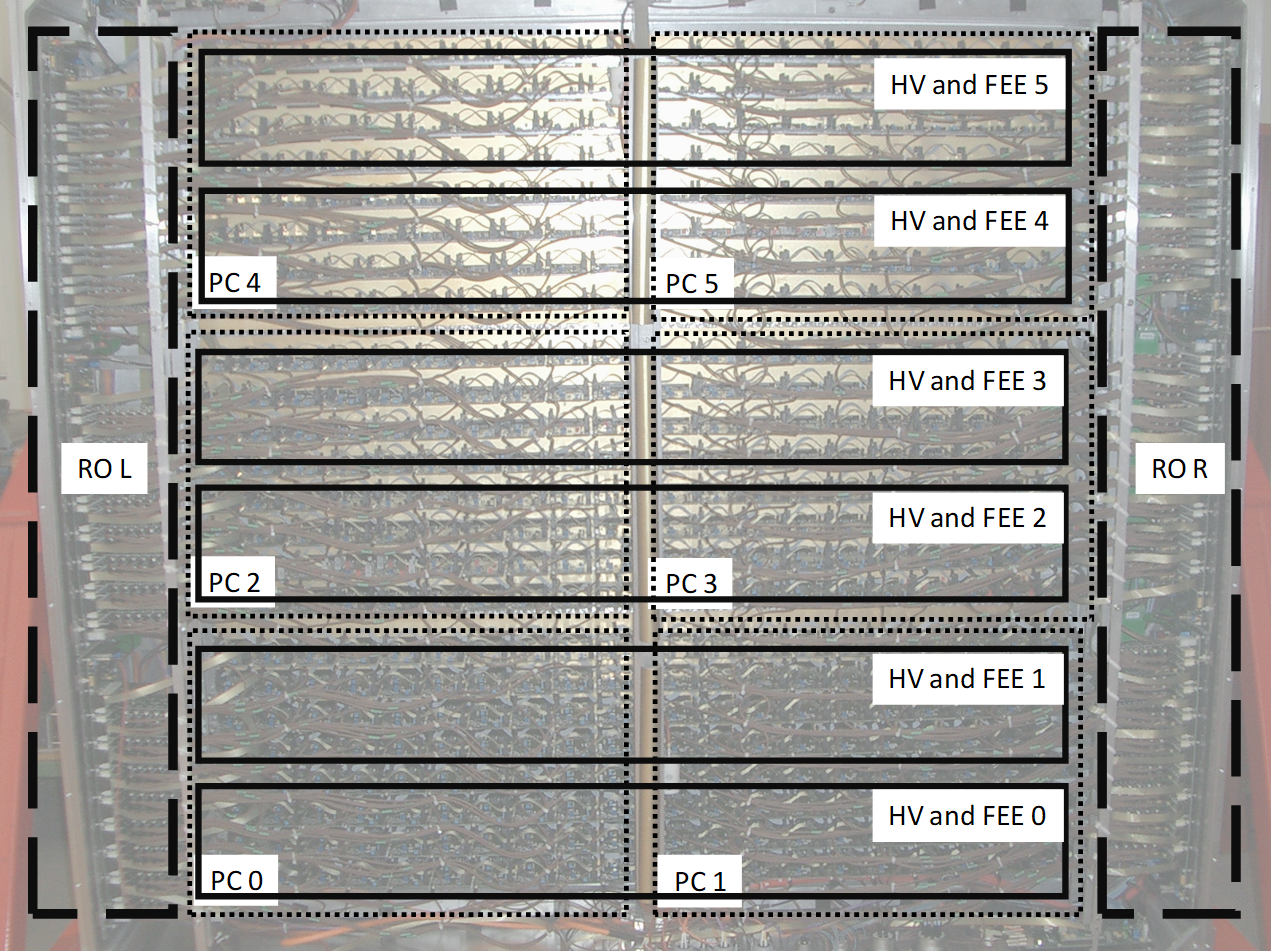 HV and FEE 5
HV and FEE 4
PC 4
PC 5
HV and FEE 3
RO L
RO R
HV and FEE 2
PC 2
PC 3
HV and FEE 1
HV and FEE 0
PC 0
PC 1